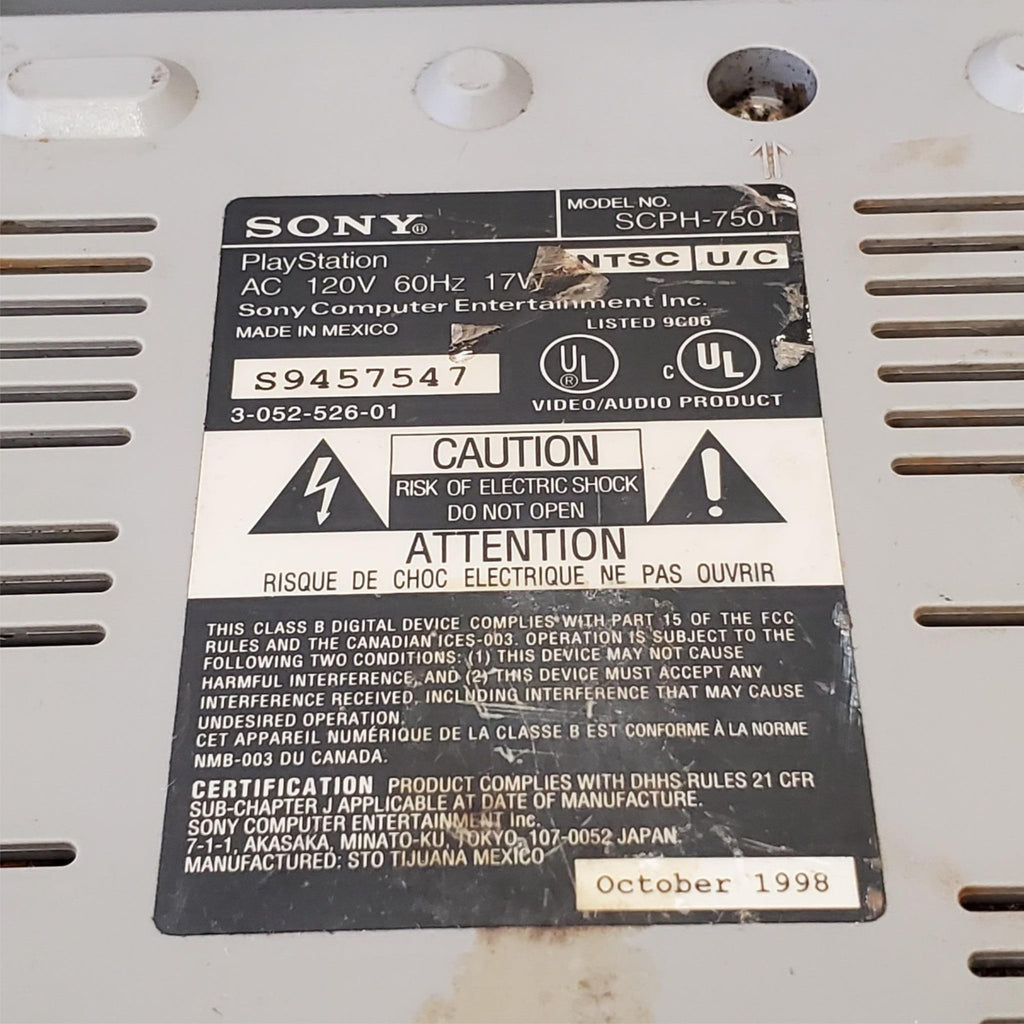 SONY®
MODEL NO.
SCPH-7501
PlayStation
NTSC U/C
AC 120V 60Hz 17W
Sony Computer Entertainment Inc.
MADE IN MEXICO
LISTED 9G06
S9457547
UL ®
C UL
3-052-526-01
VIDEO/AUDIO PRODUCT
CAUTION
RISK OF ELECTRIC SHOCK
DO NOT OPEN
ATTENTION
RISQUE DE CHOC ELECTRIQUE NE PAS OUVRIR
THIS CLASS B DIGITAL DEVICE COMPLIES WITH PART 15 OF THE FCC
RULES AND THE CANADIAN ICES-003. OPERATION IS SUBJECT TO THE
FOLLOWING TWO CONDITIONS: (1) THIS DEVICE MAY NOT CAUSE
HARMFUL INTERFERENCE, AND (2) THIS DEVICE MUST ACCEPT ANY
INTERFERENCE RECEIVED, INCLUDING INTERFERENCE THAT MAY CAUSE
UNDESIRED OPERATION.
CET APPAREIL NUMÉRIQUE DE LA CLASSE B EST CONFORME À LA NORME
NMB-003 DU CANADA.
CERTIFICATION PRODUCT COMPLIES WITH DHHS RULES 21 CFR
SUB-CHAPTER J APPLICABLE AT DATE OF MANUFACTURE.
SONY COMPUTER ENTERTAINMENT Inc.
7-1-1, AKASAKA, MINATO-KU, TOKYO, 107-0052 JAPAN.
MANUFACTURED: STO TIJUANA MEXICO
October 1998